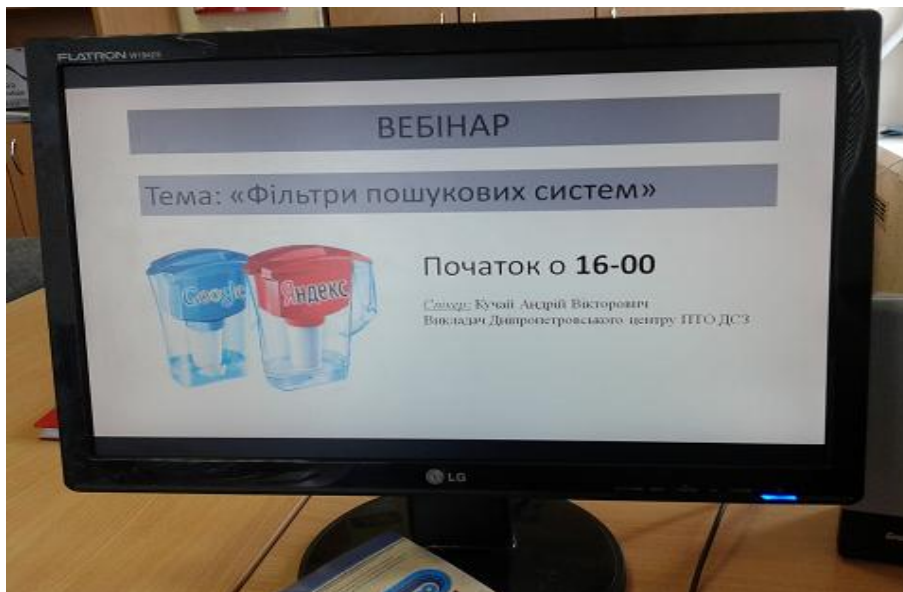 FLATRON W1942S
ВЕБІНАР
Тема: «Фільтри пошукових систем»
Google
Яндекс
Початок о 16-00
Спікер: Кучай Андрій Вікторович
Викладач Дніпропетровського центру ПТО ДСЗ
LG